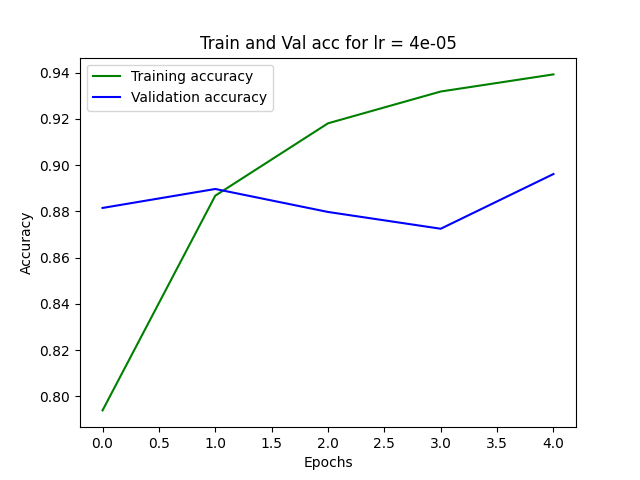 Train and Val acc for lr = 4e-05
Training accuracy
Validation accuracy
Accuracy
0.94
0.92
0.90
0.88
0.86
0.84
0.82
0.80
0.0 0.5 1.0 1.5 2.0 2.5 3.0 3.5 4.0
Epochs